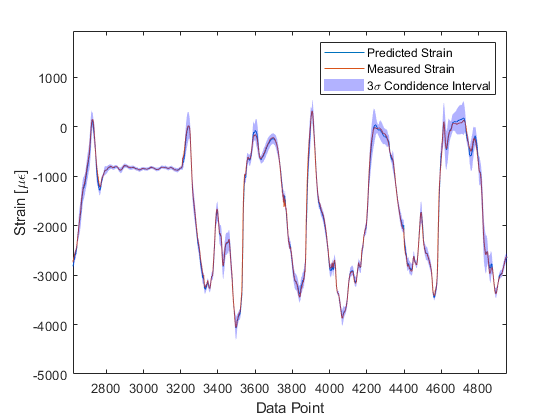 Predicted Strain
Measured Strain
3σ Condidence Interval
1000
0
-1000
-2000
-3000
-4000
-5000
Strain [με]
2800 3000 3200 3400 3600 3800 4000 4200 4400 4600 4800
Data Point